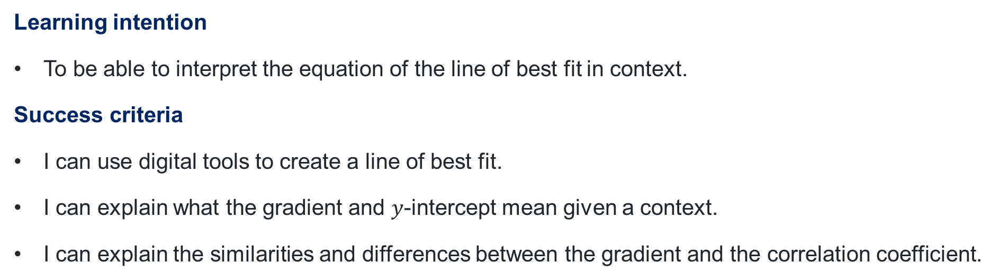 Learning intention
• To be able to interpret the equation of the line of best fit in context.
Success criteria
• I can use digital tools to create a line of best fit.
• I can explain what the gradient and 𝑦-intercept mean given a context.
• I can explain the similarities and differences between the gradient and the correlation coefficient.